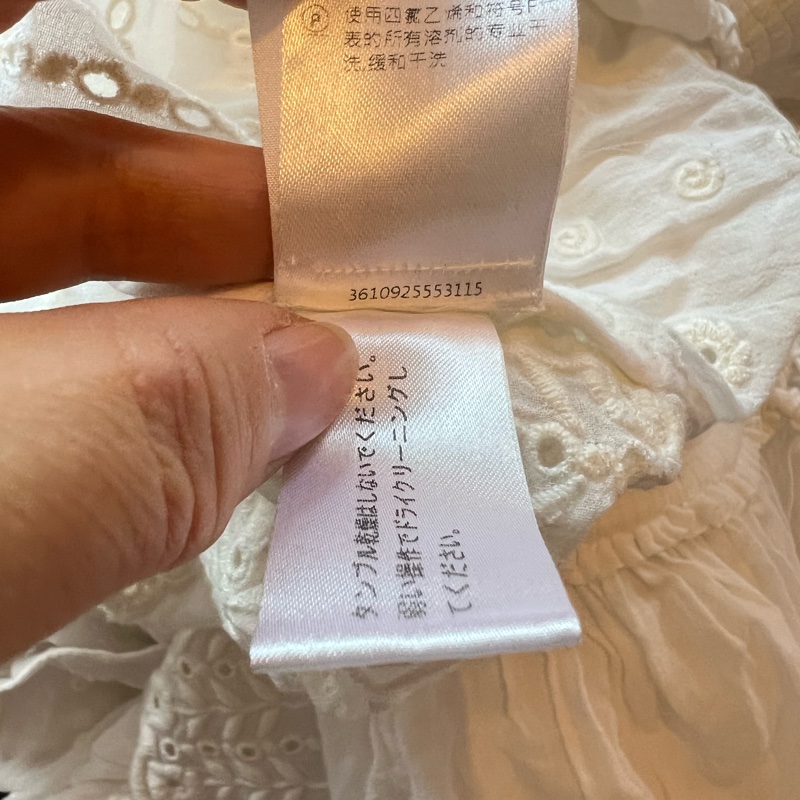 Ⓟ 使用四氯乙烯和符号F
表的所有溶剂的专业干
洗,缓和干洗
3610925553115
タンブル乾燥はしないでください。
弱い操作でドライクリーニングし
てください。